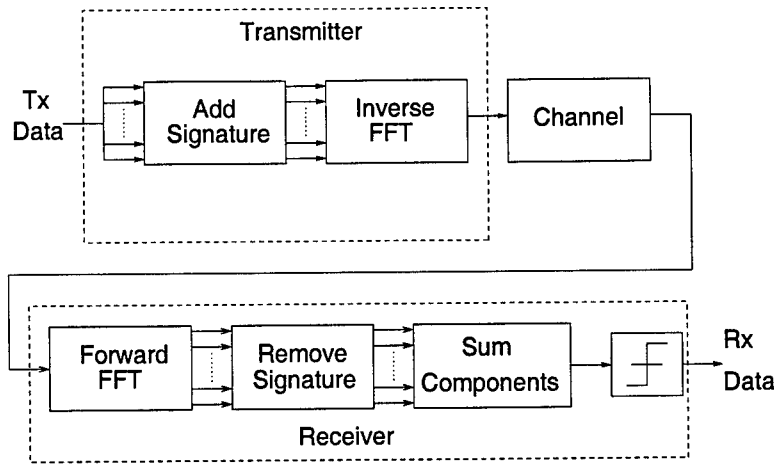 Transmitter
Tx
Data
Add
Signature
Inverse
FFT
Channel
Forward
FFT
Remove
Signature
Sum
Components
Rx
Data
Receiver